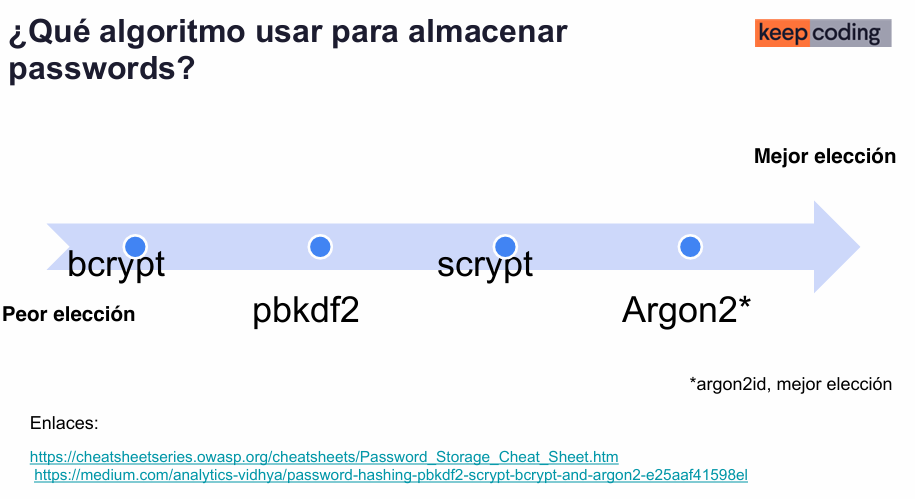 ¿Qué algoritmo usar para almacenar
passwords?
keepcoding
Mejor elección
bcrypt
scrypt
Peor elección
pbkdf2
Argon2*
*argon2id, mejor elección
Enlaces:
https://cheatsheetseries.owasp.org/cheatsheets/Password_Storage_Cheat_Sheet.htm
https://medium.com/analytics-vidhya/password-hashing-pbkdf2-scrypt-bcrypt-and-argon2-e25aaf41598el